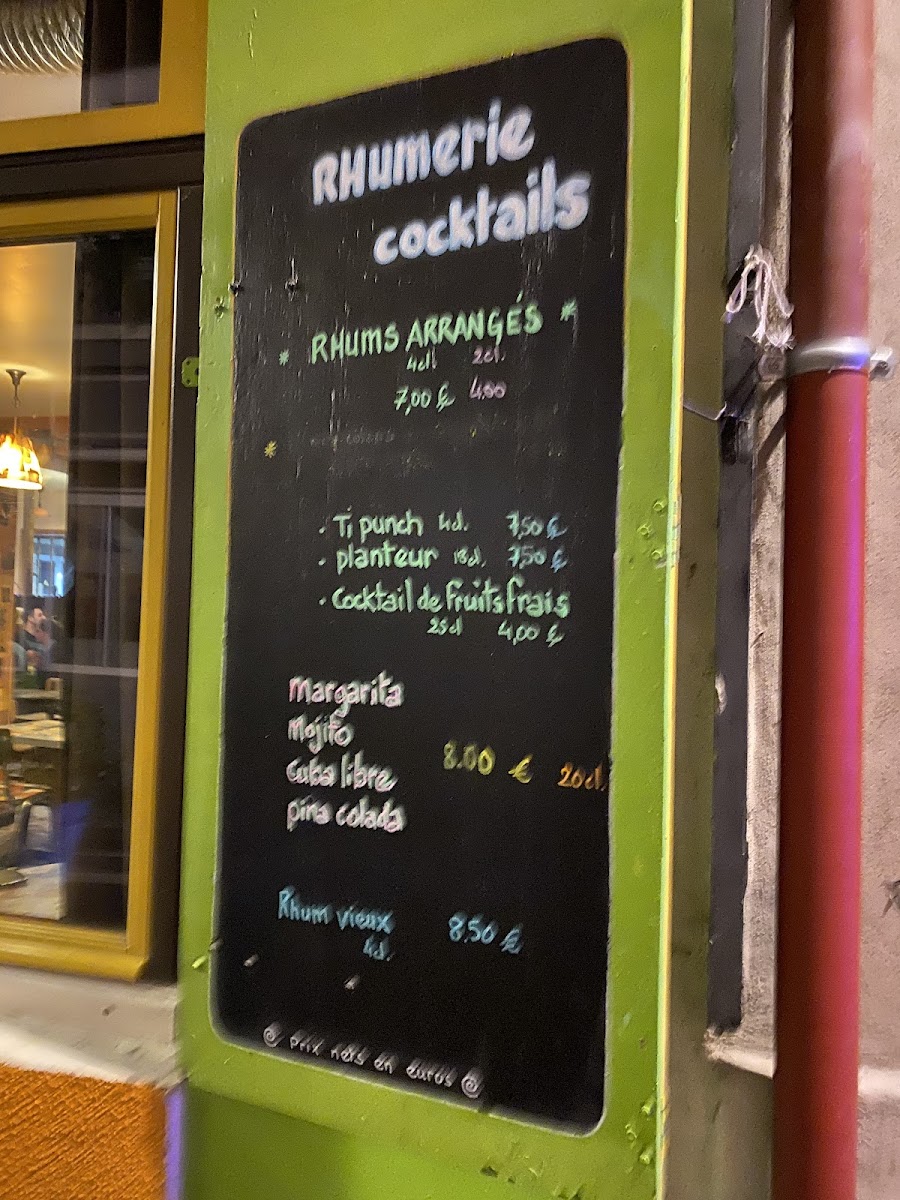 RHumerie
cocktails
* RHUMS ARRANGÉS *
4cl. 2cl.
7,00 € 4,00
*
. Ti punch 4cl. 7,50 €
. planteur 18cl. 7,50 €
. Cocktail de fruits frais
25cl 4,00 €
Margarita
Mojito
Cuba libre
pina colada
8.00 € 20cl.
Rhum vieux 8.50 €
4cl.
@ Prix nets en euros @